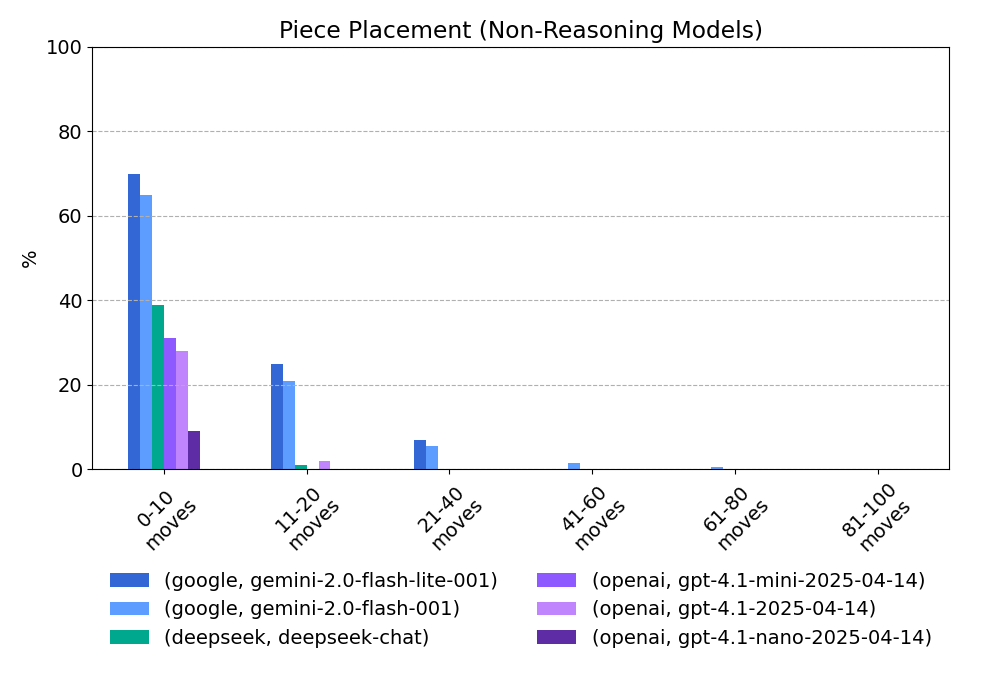 Piece Placement (Non-Reasoning Models)
100
80
60
40
20
0
%
0-10
moves
11-20
moves
21-40
moves
41-60
moves
61-80
moves
81-100
moves
(google, gemini-2.0-flash-lite-001)
(google, gemini-2.0-flash-001)
(deepseek, deepseek-chat)
(openai, gpt-4.1-mini-2025-04-14)
(openai, gpt-4.1-2025-04-14)
(openai, gpt-4.1-nano-2025-04-14)